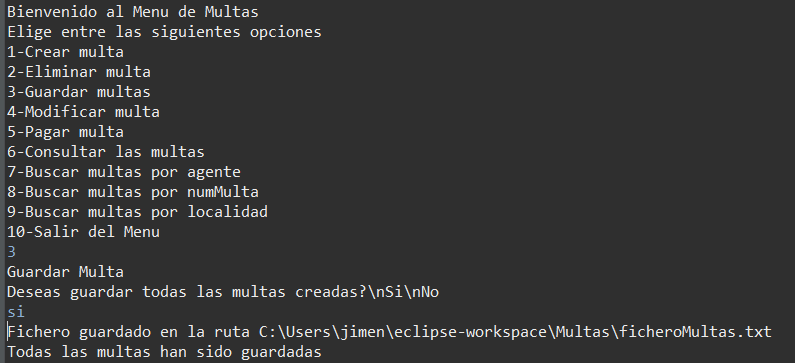 Bienvenido al Menu de Multas
Elige entre las siguientes opciones
1-Crear multa
2-Eliminar multa
3-Guardar multas
4-Modificar multa
5-Pagar multa
6-Consultar las multas
7-Buscar multas por agente
8-Buscar multas por numMulta
9-Buscar multas por localidad
10-Salir del Menu
3
Guardar Multa
Deseas guardar todas las multas creadas?\nSi\nNo
si
Fichero guardado en la ruta C:\Users\jimen\eclipse-workspace\Multas\ficheroMultas.txt
Todas las multas han sido guardadas